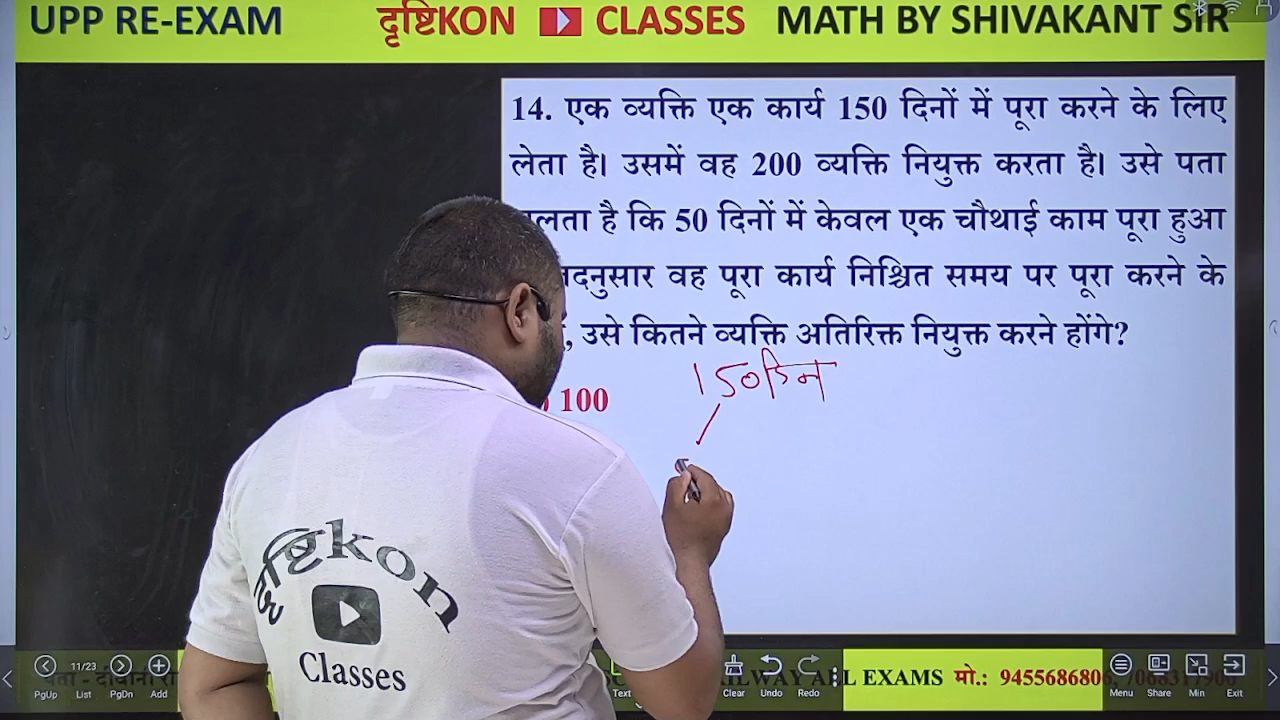 UPP RE-EXAM दृष्टिKON CLASSES MATH BY SHIVAKANT SIR
14. एक व्यक्ति एक कार्य 150 दिनों में पूरा करने के लिए
लेता है। उसमें वह 200 व्यक्ति नियुक्त करता है। उसे पता
कि 50 दिनों में केवल एक चौथाई काम पूरा हुआ
वह पूरा कार्य निश्चित समय पर पूरा करने के
उसे कितने व्यक्ति अतिरिक्त नियुक्त करने होंगे?
150दिन
100
दृष्टिkon
Classes
11/23
PgUp List PgDn Add Text Clear Undo Redo Menu Share Min Exit
EXAMS मो.: 9455686806,